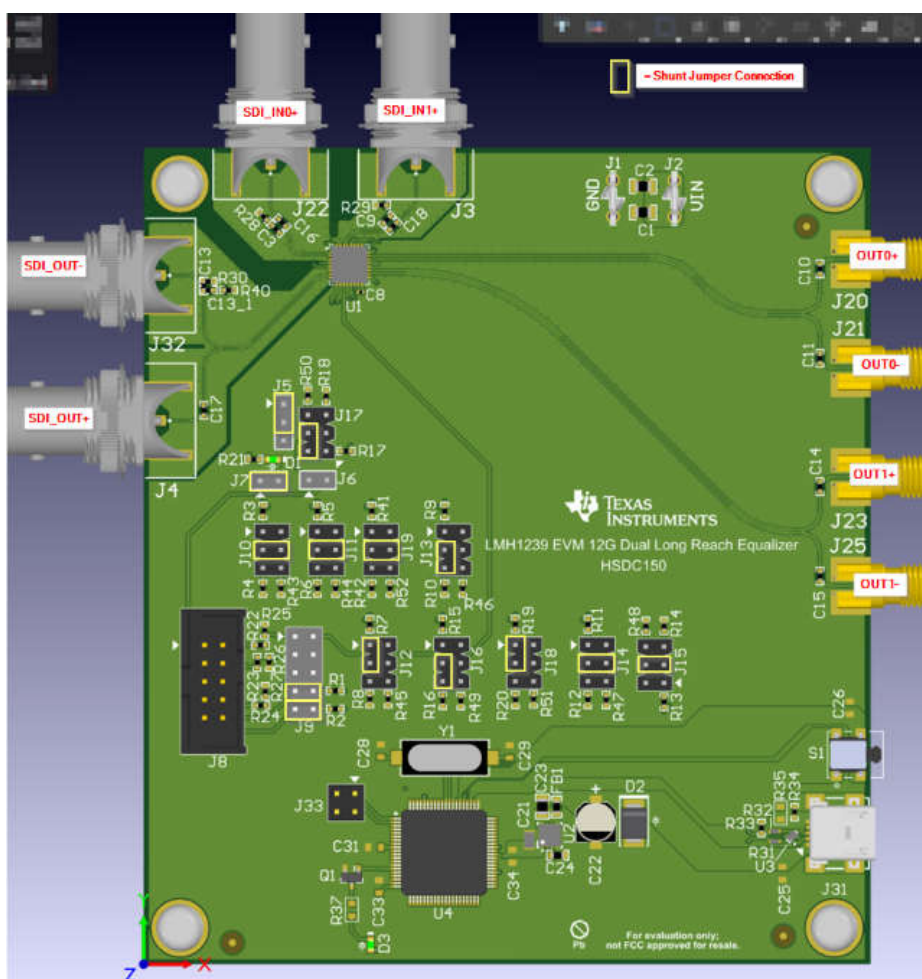 – Shunt Jumper Connection
SDI_IN0+
SDI_IN1+
J22
J3
R28
C3
C16
R29
C9
C18
J1
C2
J2
GND
VIN
C1
SDI_OUT-
C13
R30
R40
C13_1
J32
U1
C8
OUT0+
C10
J20
J21
C11
OUT0-
SDI_OUT+
C17
J4
J5
R50
R18
J17
R17
R21
D1
J7
J6
OUT1+
C14
J23
TEXAS
INSTRUMENTS
LMH1239 EVM 12G Dual Long Reach Equalizer
HSDC150
J25
OUT1-
C15
R3
R5
R41
R9
J10
J11
J19
J13
R4
R43
R6
R44
R42
R52
R10
R46
R22
R25
R26
R23
R27
R24
J8
J9
R1
R2
R7
R15
R19
R11
R48
R14
J12
J16
J18
J14
J15
R8
R45
R16
R49
R20
R51
R12
R47
R13
C26
S1
Y1
C28
C29
J33
C23
FB1
D2
C21
U2
C22
C24
C31
C34
Q1
C33
U4
R37
D3
R35
R34
R32
R33
R31
U3
C25
J31
Pb
For evaluation only;
not FCC approved for resale.
Y
Z
X